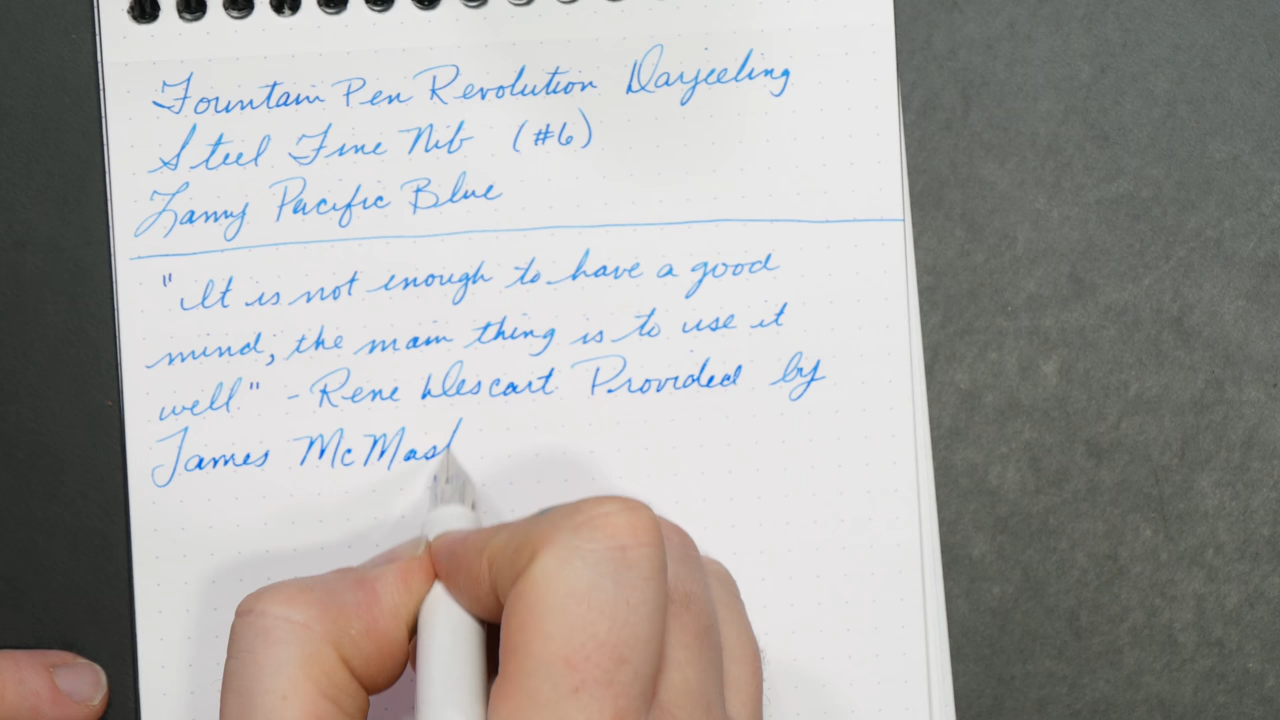 Fountain Pen Revolution Darjeeling
Steel Fine Nib (#6)
Lamy Pacific Blue
"It is not enough to have a good
mind, the main thing is to use it
well" - Rene Descart Provided by
James McMast